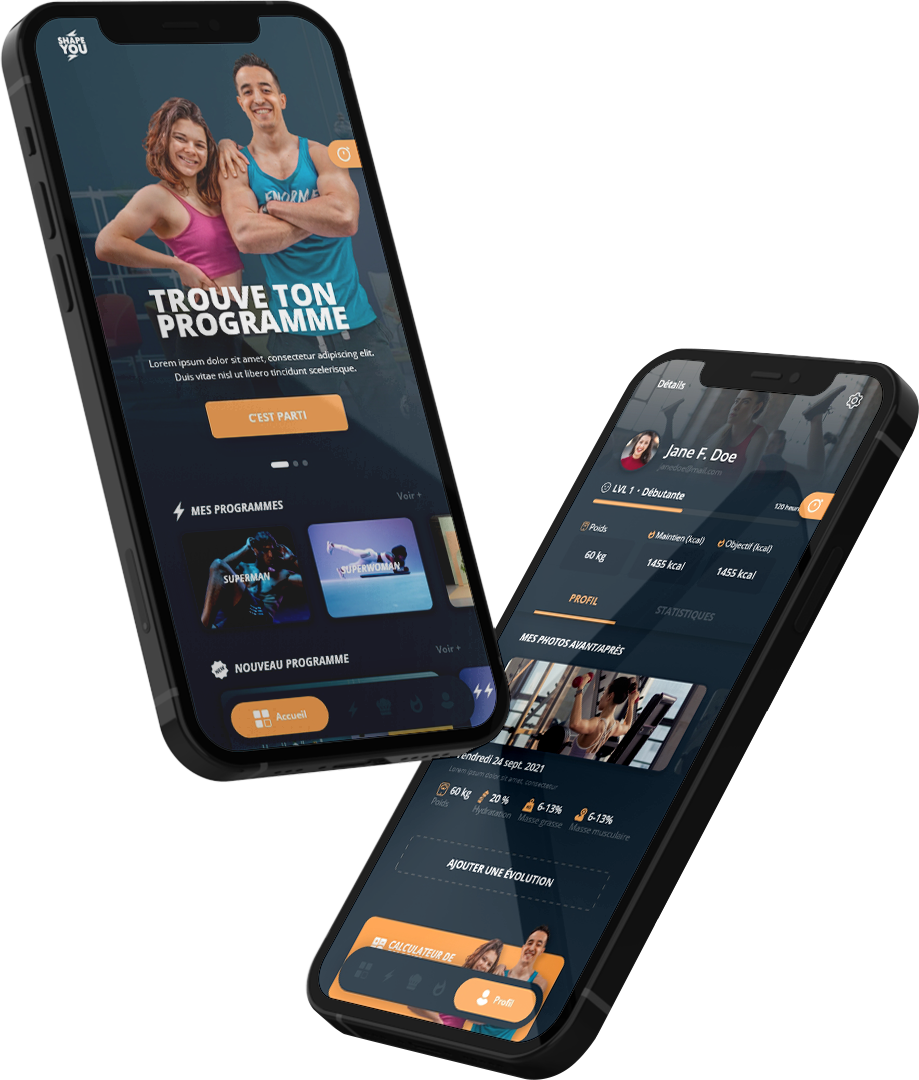 SHAPE
YOU
ENORME
TROUVE TON
PROGRAMME
Lorem ipsum dolor sit amet, consectetur adipiscing elit.
Duis vitae nisl ut libero tincidunt scelerisque.
C'EST PARTI
Voir +
MES PROGRAMMES
SUPERMAN
SUPERWOMAN
Voir +
NOUVEAU PROGRAMME
Accueil
Détails
Jane F. Doe
janedoe@mail.com
LVL 1 • Débutante
120 heur
Poids
Maintien (kcal)
Objectif (kcal)
60 kg
1455 kcal
1455 kcal
PROFIL
STATISTIQUES
MES PHOTOS AVANT/APRÈS
endredi 24 sept. 2021
Lorem ipsum dolor sit amet, consectetur
60 kg
Poids
20 %
Hydratation
6-13%
Masse grasse
6-13%
Masse musculaire
AJOUTER UNE ÉVOLUTION
CALCULATEUR DE
Profil